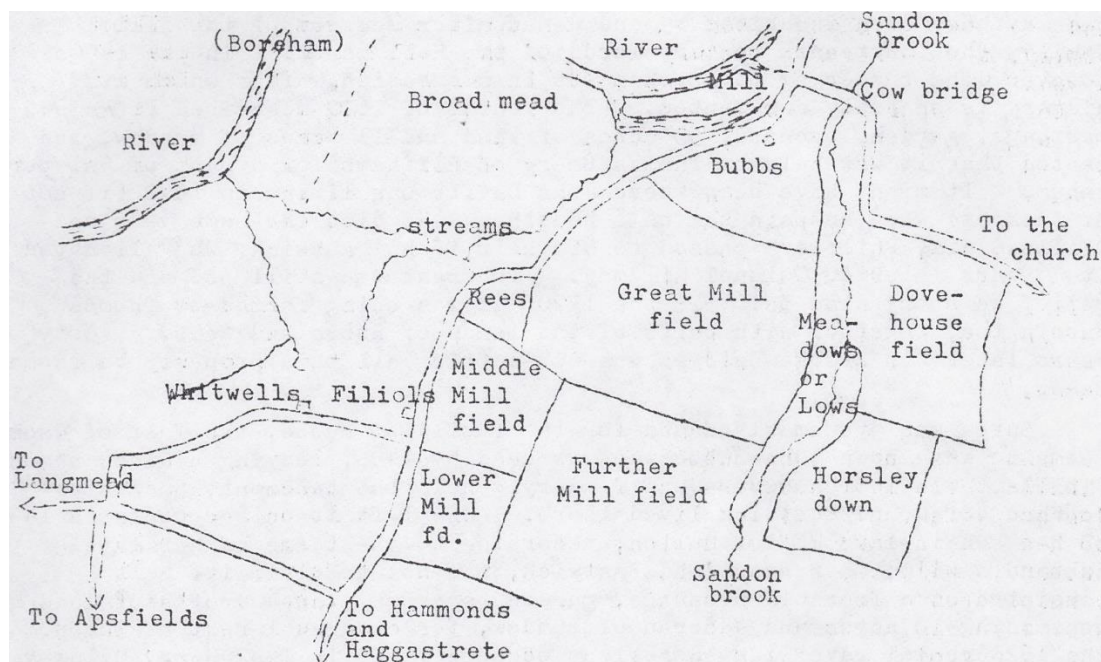 (Boreham)
River
Broad mead
River
Mill
Sandon
brook
Cow bridge
Bubbs
streams
To the
church
Rees
Great Mill
field
Mea-
dows
or
Lows
Dove-
house
field
Whitwells
Filiols
Middle
Mill
field
To
Langmead
Lower
Mill
fd.
Further
Mill field
Horsley
down
Sandon
brook
To Apsfields
To Hammonds
and
Haggastrete